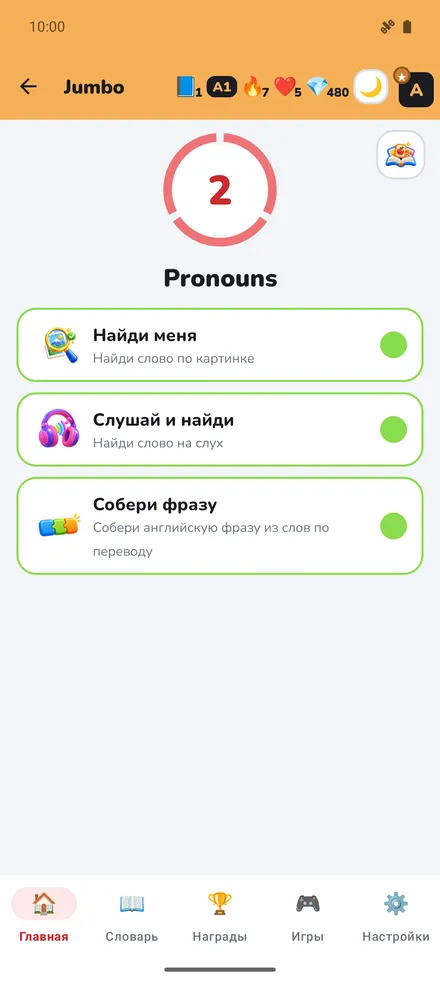 10:00
Jumbo
1
A1
7
5
480
A
2
Pronouns
Найди меня
Найди слово по картинке
Слушай и найди
Найди слово на слух
Собери фразу
Собери английскую фразу из слов по
переводу
Главная
Словарь
Награды
Игры
Настройки